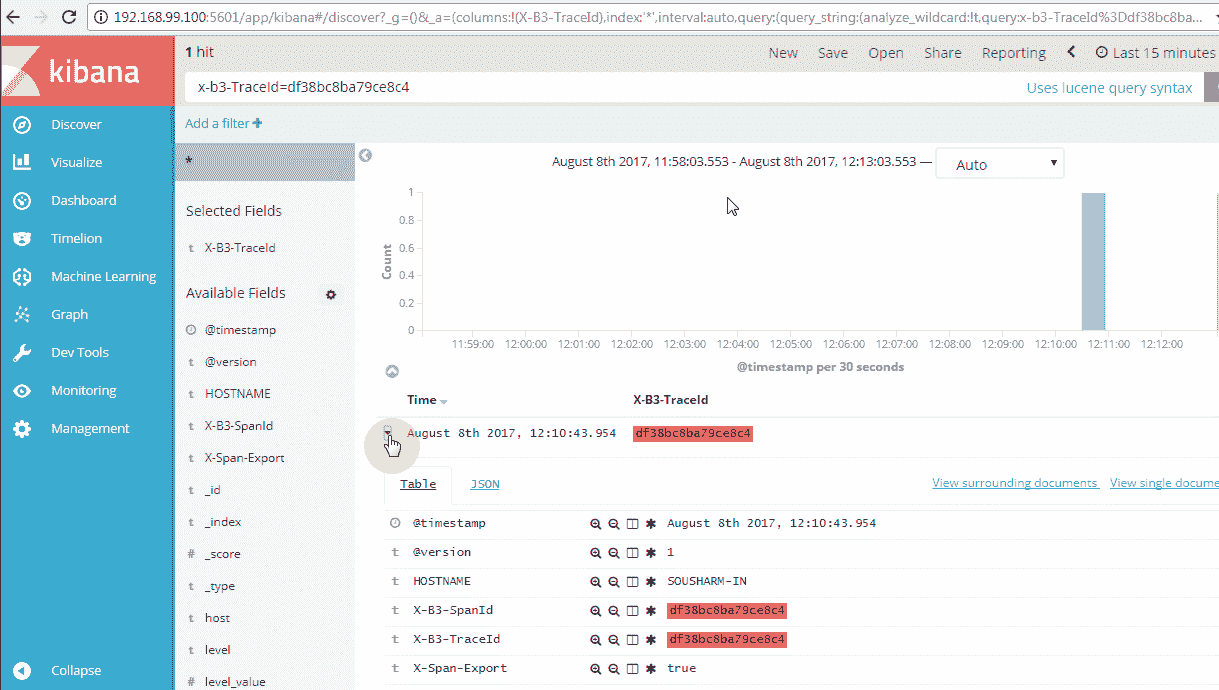 192.168.99.100:5601/app/kibana#/discover?_g=()&_a=(columns:!(X-B3-TraceId),index:'*',interval:auto,query:(query_string:(analyze_wildcard:!t,query:x-b3-TraceId%3Ddf38bc8ba...
kibana
Discover
Visualize
Dashboard
Timelion
Machine Learning
Graph
Dev Tools
Monitoring
Management
Collapse
1 hit
New Save Open Share Reporting Last 15 minutes
x-b3-TraceId=df38bc8ba79ce8c4
Uses lucene query syntax
Add a filter +
*
Selected Fields
t X-B3-TraceId
Available Fields
@timestamp
t @version
t HOSTNAME
t X-B3-SpanId
t X-Span-Export
t _id
t _index
# _score
t _type
t host
t level
# level_value
August 8th 2017, 11:58:03.553 - August 8th 2017, 12:13:03.553 — Auto
Count
1
0.8
0.6
0.4
0.2
0
11:59:00 12:00:00 12:01:00 12:02:00 12:03:00 12:04:00 12:05:00 12:06:00 12:07:00 12:08:00 12:09:00 12:10:00 12:11:00 12:12:00
@timestamp per 30 seconds
Time X-B3-TraceId
August 8th 2017, 12:10:43.954 df38bc8ba79ce8c4
Table JSON View surrounding documents View single docume
@timestamp August 8th 2017, 12:10:43.954
t @version 1
t HOSTNAME SOUSHARM-IN
t X-B3-SpanId df38bc8ba79ce8c4
t X-B3-TraceId df38bc8ba79ce8c4
t X-Span-Export true